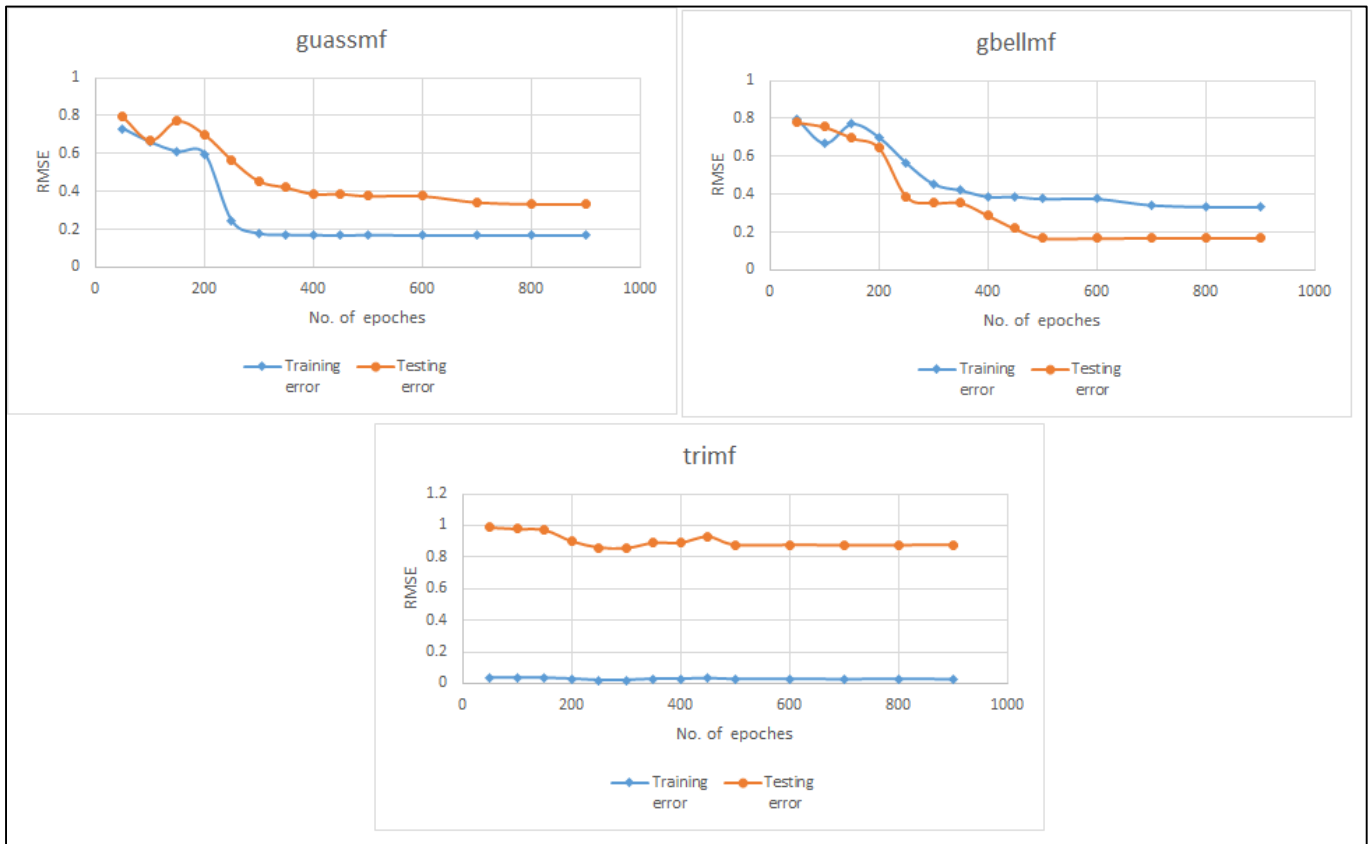 guassmf
1
0.8
0.6
0.4
0.2
0
RMSE
0 200 400 600 800 1000
No. of epoches
Training error
Testing error
gbellmf
1
0.8
0.6
0.4
0.2
0
RMSE
0 200 400 600 800 1000
No. of epoches
Training error
Testing error
trimf
1.2
1
0.8
0.6
0.4
0.2
0
RMSE
0 200 400 600 800 1000
No. of epoches
Training error
Testing error